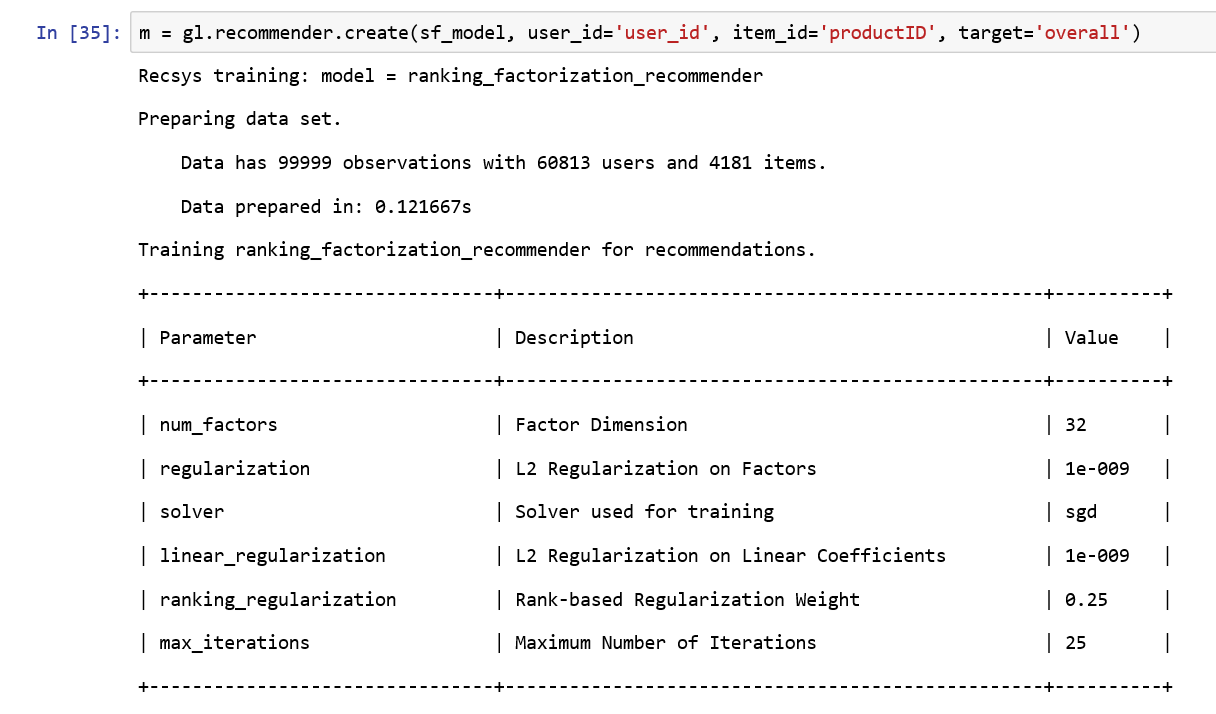 In [35]: m = gl.recommender.create(sf_model, user_id='user_id', item_id='productID', target='overall')
Recsys training: model = ranking_factorization_recommender
Preparing data set.
    Data has 99999 observations with 60813 users and 4181 items.
    Data prepared in: 0.121667s
Training ranking_factorization_recommender for recommendations.
+--------------------------------+--------------------------------------------------+----------+
| Parameter                      | Description                                      | Value    |
+--------------------------------+--------------------------------------------------+----------+
| num_factors                    | Factor Dimension                                 | 32       |
| regularization                 | L2 Regularization on Factors                     | 1e-009   |
| solver                         | Solver used for training                         | sgd      |
| linear_regularization          | L2 Regularization on Linear Coefficients         | 1e-009   |
| ranking_regularization         | Rank-based Regularization Weight                 | 0.25     |
| max_iterations                 | Maximum Number of Iterations                     | 25       |
+--------------------------------+--------------------------------------------------+----------+